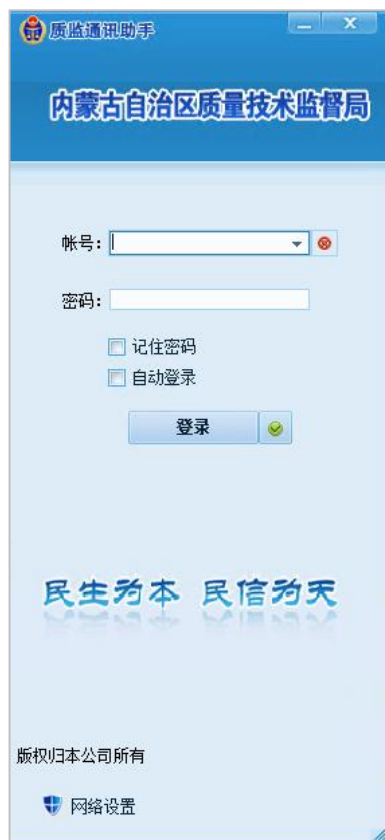 质监通讯助手
内蒙古自治区质量技术监督局
帐号:
密码:
记住密码
自动登录
登录
民生为本 民信为天
版权归本公司所有
网络设置